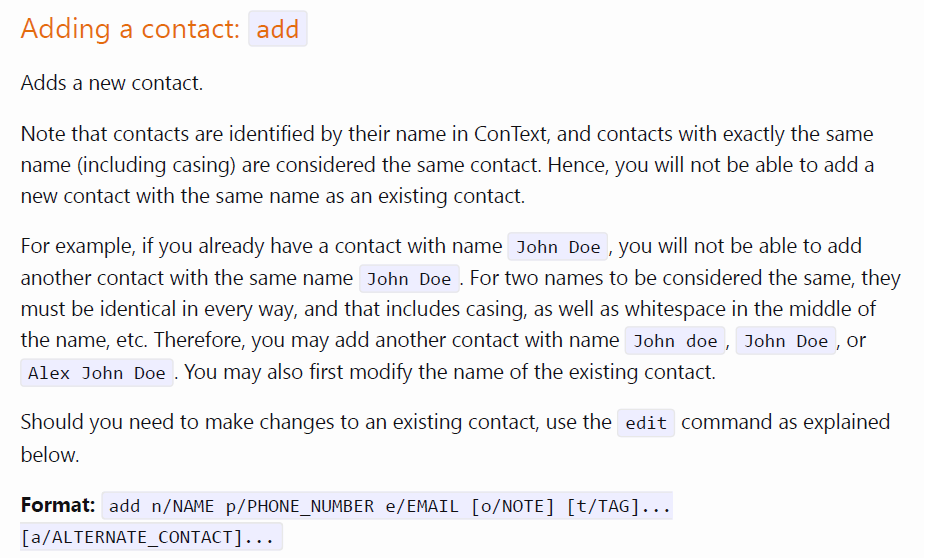 Adding a contact: add
Adds a new contact.
Note that contacts are identified by their name in ConText, and contacts with exactly the same
name (including casing) are considered the same contact. Hence, you will not be able to add a
new contact with the same name as an existing contact.
For example, if you already have a contact with name John Doe, you will not be able to add
another contact with the same name John Doe. For two names to be considered the same, they
must be identical in every way, and that includes casing, as well as whitespace in the middle of
the name, etc. Therefore, you may add another contact with name John doe, John Doe, or
Alex John Doe. You may also first modify the name of the existing contact.
Should you need to make changes to an existing contact, use the edit command as explained
below.
Format: add n/NAME p/PHONE_NUMBER e/EMAIL [o/NOTE] [t/TAG]...
[a/ALTERNATE_CONTACT]...